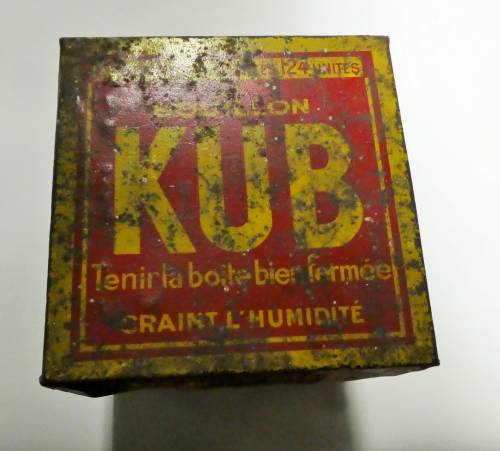 24 UNITES
BOUILLON
KUB
Tenir la boite bien fermée
CRAINT L'HUMIDITÉ